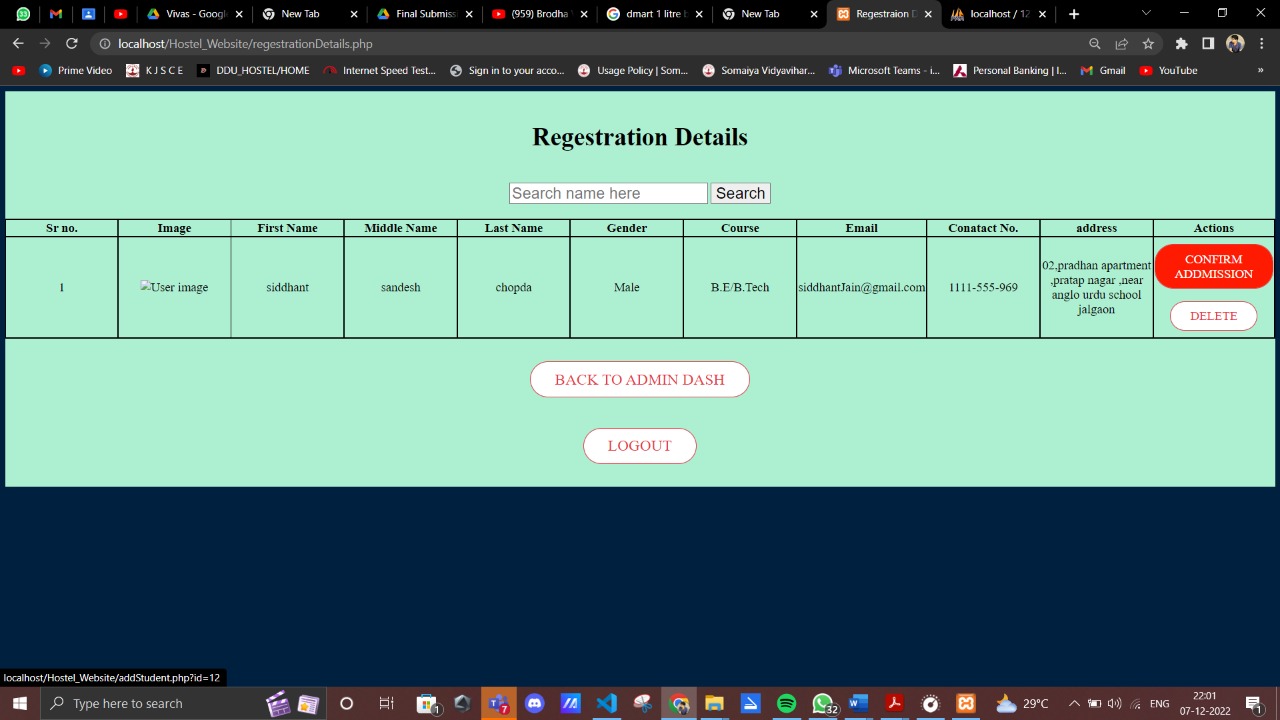 Vivas - Googl
New Tab
Final Submiss
(959) Brodha
dmart 1 litre b
New Tab
Regestraion D
localhost / 12
localhost/Hostel_Website/regestrationDetails.php
Prime Video
K J S C E
DDU_HOSTEL/HOME
Internet Speed Test...
Sign in to your acco...
Usage Policy | Som...
Somaiya Vidyavihar...
Microsoft Teams - i...
Personal Banking | I...
Gmail
YouTube
»
Regestration Details
Search name here Search
Sr no. Image First Name Middle Name Last Name Gender Course Email Conatact No. address Actions
1 User image siddhant sandesh chopda Male B.E/B.Tech siddhantJain@gmail.com 1111-555-969
02,pradhan apartment
,pratap nagar ,near
anglo urdu school
jalgaon
CONFIRM
ADDMISSION
DELETE
BACK TO ADMIN DASH
LOGOUT
localhost/Hostel_Website/addStudent.php?id=12
Type here to search
1
7
32
29°C
ENG
22:01
07-12-2022
1